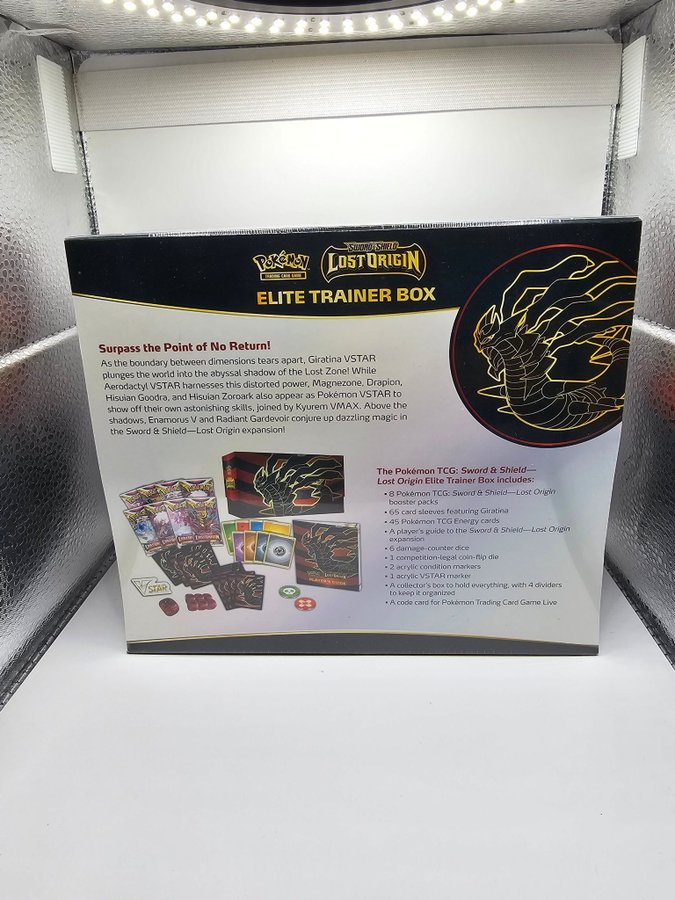 POKéMON
TRADING CARD GAME
SWORD & SHIELD
LOST ORIGIN
ELITE TRAINER BOX
Surpass the Point of No Return!
As the boundary between dimensions tears apart, Giratina VSTAR
plunges the world into the abyssal shadow of the Lost Zone! While
Aerodactyl VSTAR harnesses this distorted power, Magnezone, Drapion,
Hisuian Goodra, and Hisuian Zoroark also appear as Pokémon VSTAR to
show off their own astonishing skills, joined by Kyurem VMAX. Above the
shadows, Enamorus V and Radiant Gardevoir conjure up dazzling magic in
the Sword & Shield—Lost Origin expansion!
The Pokémon TCG: Sword & Shield—
Lost Origin Elite Trainer Box includes:
• 8 Pokémon TCG: Sword & Shield—Lost Origin
booster packs
• 65 card sleeves featuring Giratina
• 45 Pokémon TCG Energy cards
• A player's guide to the Sword & Shield—Lost Origin
expansion
• 6 damage-counter dice
• 1 competition-legal coin-flip die
• 2 acrylic condition markers
• 1 acrylic VSTAR marker
• A collector's box to hold everything, with 4 dividers
to keep it organized
• A code card for Pokémon Trading Card Game Live
LOST ORIGIN
PLAYER'S GUIDE
V STAR